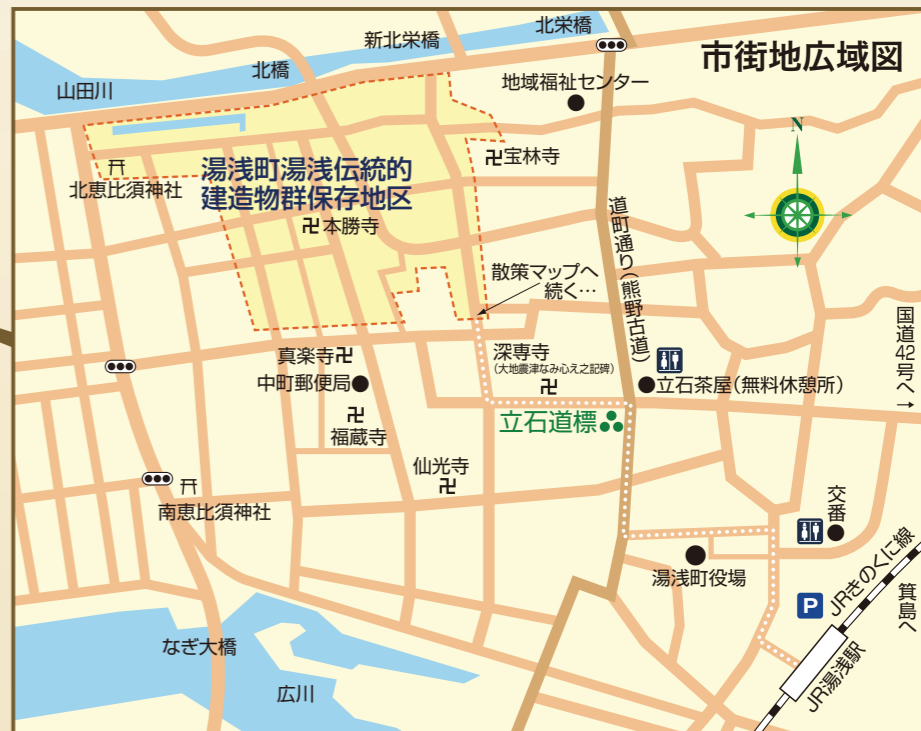 市街地広域図
北栄橋
新北栄橋
北橋
山田川
地域福祉センター
N
卍宝林寺
湯浅町湯浅伝統的
建造物群保存地区
北恵比須神社
卍本勝寺
道町通り(熊野古道)
散策マップへ
続く…
国道42号へ→
真楽寺卍
深専寺
(大地震津なみ心え之記碑)
卍
中町郵便局
立石茶屋(無料休憩所)
立石道標
卍
福蔵寺
仙光寺
卍
南恵比須神社
交番
湯浅町役場
P
JRきのくに線
箕島へ
JR湯浅駅
なぎ大橋
広川